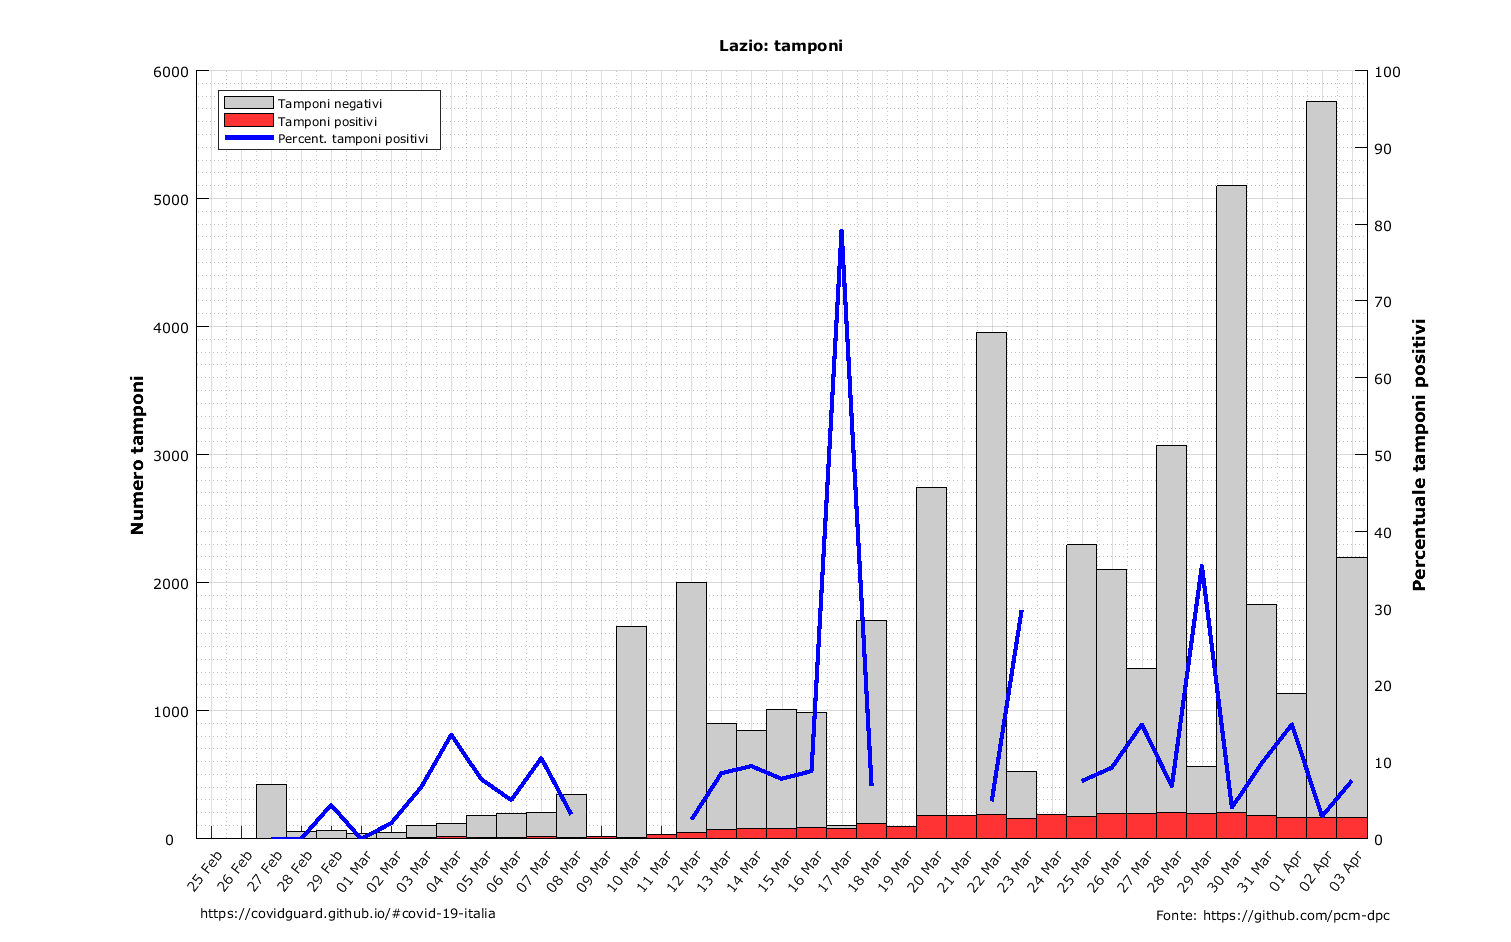 Lazio: tamponi
Tamponi negativi
Tamponi positivi
Percent. tamponi positivi
Numero tamponi
6000
5000
4000
3000
2000
1000
0
100
90
80
70
60
50
40
30
20
10
0
Percentuale tamponi positivi
25 Feb
26 Feb
27 Feb
28 Feb
29 Feb
01 Mar
02 Mar
03 Mar
04 Mar
05 Mar
06 Mar
07 Mar
08 Mar
09 Mar
10 Mar
11 Mar
12 Mar
13 Mar
14 Mar
15 Mar
16 Mar
17 Mar
18 Mar
19 Mar
20 Mar
21 Mar
22 Mar
23 Mar
24 Mar
25 Mar
26 Mar
27 Mar
28 Mar
29 Mar
30 Mar
31 Mar
01 Apr
02 Apr
03 Apr
https://covidguard.github.io/#covid-19-italia
Fonte: https://github.com/pcm-dpc